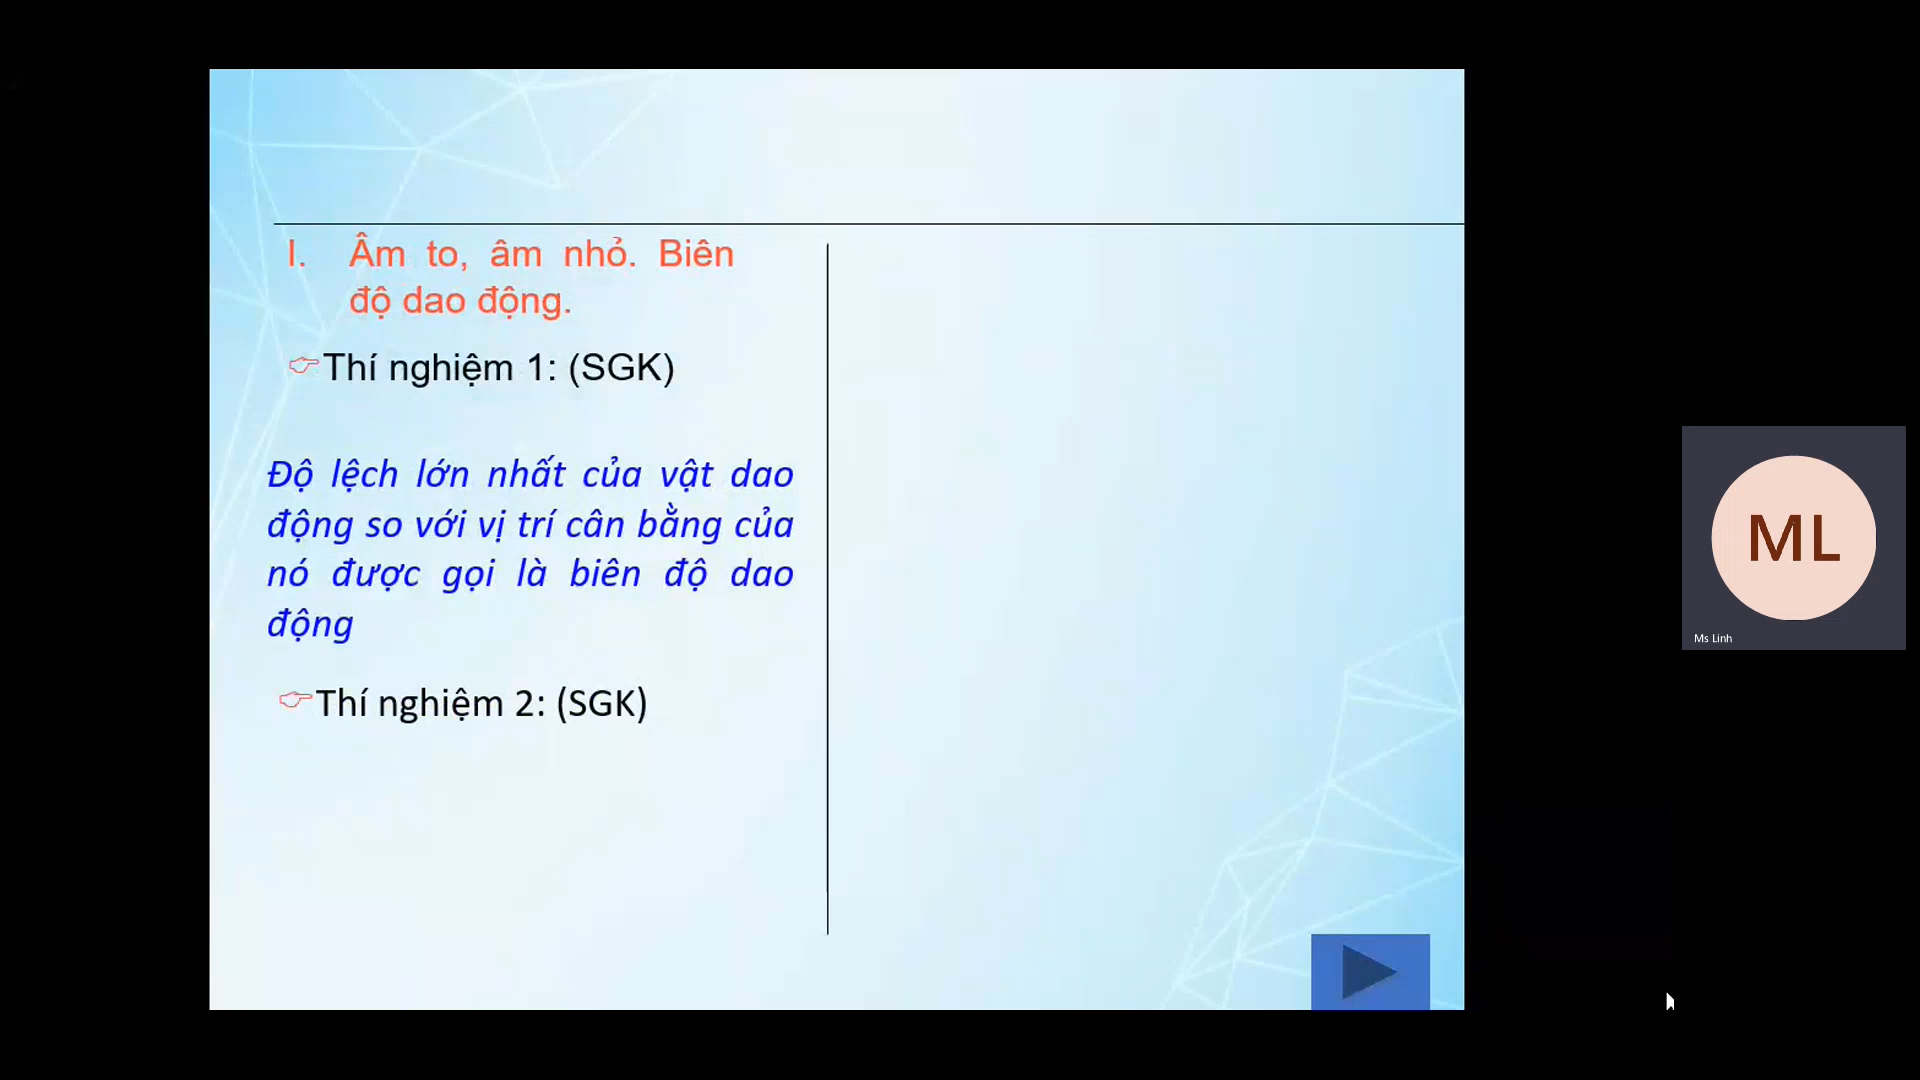 I. Âm to, âm nhỏ. Biên
độ dao động.
Thí nghiệm 1: (SGK)
Độ lệch lớn nhất của vật dao
động so với vị trí cân bằng của
nó được gọi là biên độ dao
động
Thí nghiệm 2: (SGK)
ML
Ms Linh